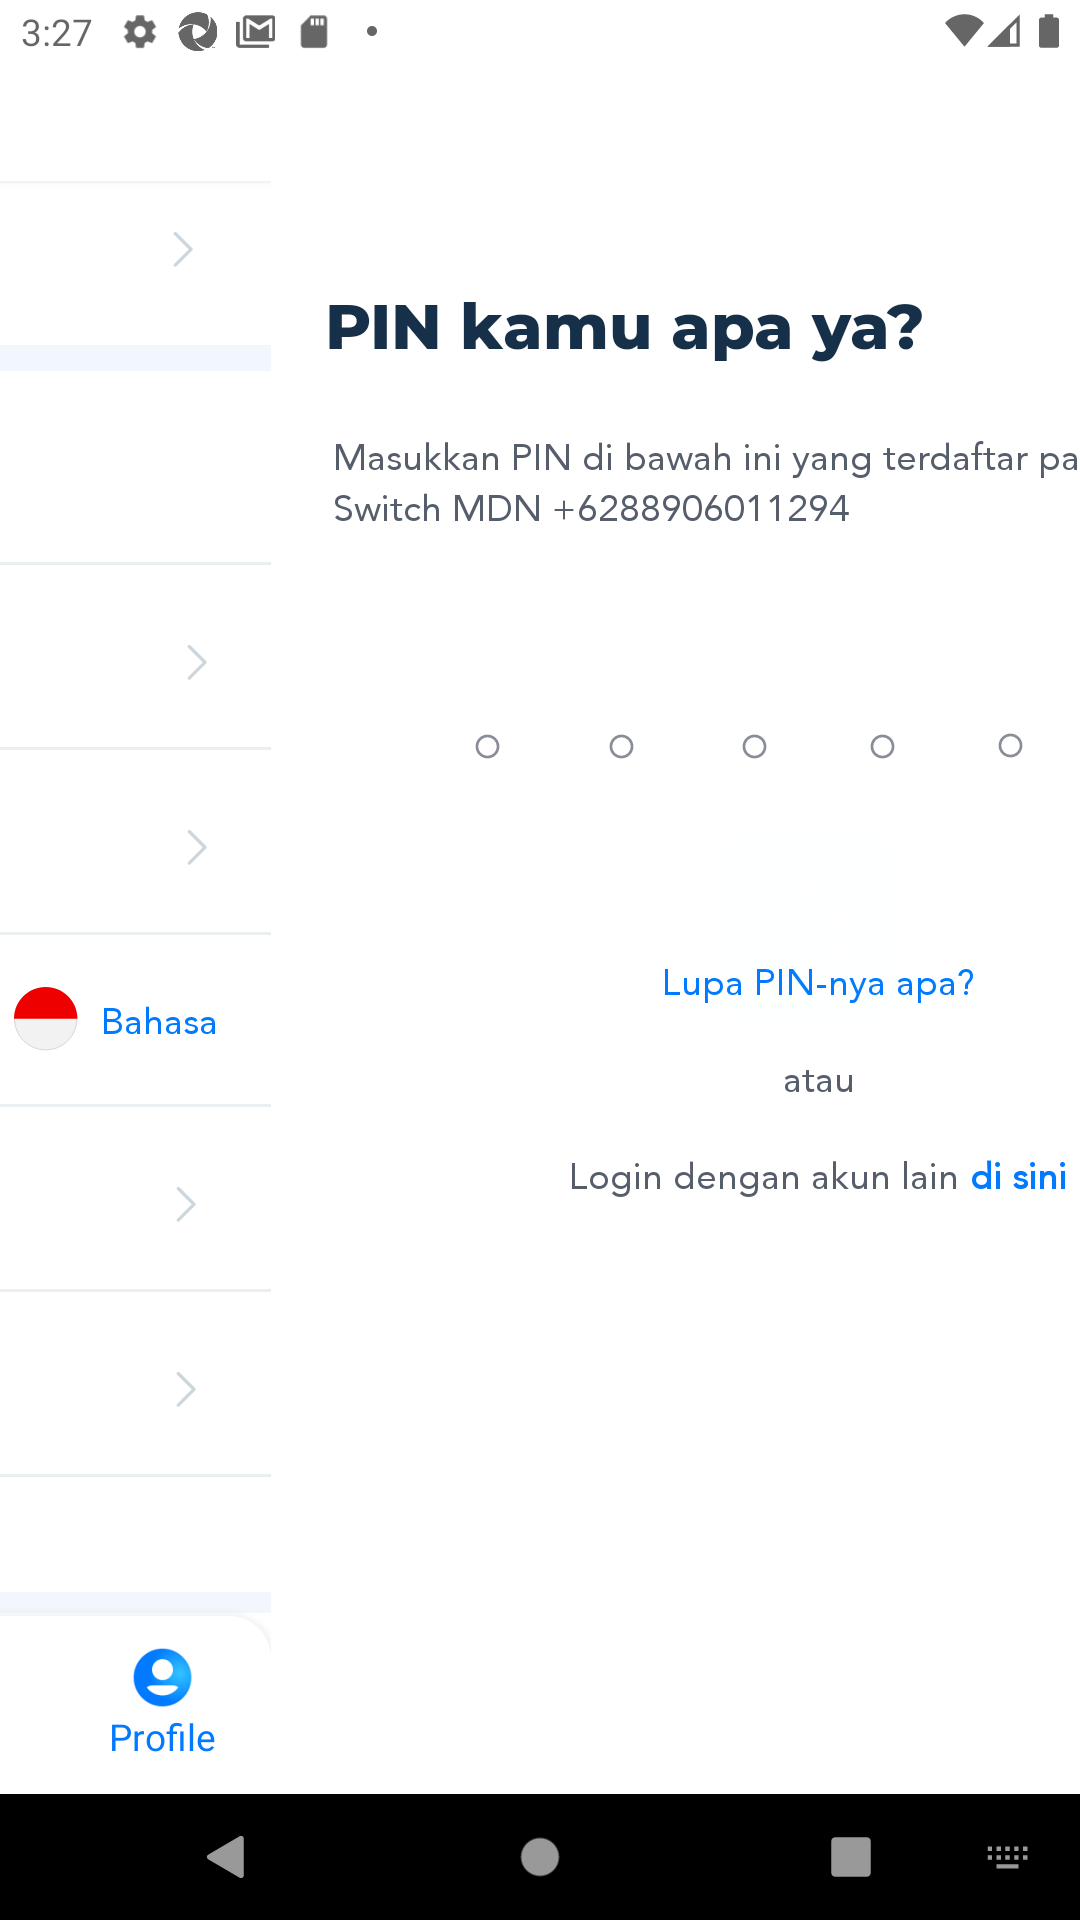 3:27
PIN kamu apa ya?
Masukkan PIN di bawah ini yang terdaftar pa
Switch MDN +6288906011294
Lupa PIN-nya apa?
Bahasa
atau
Login dengan akun lain di sini
Profile